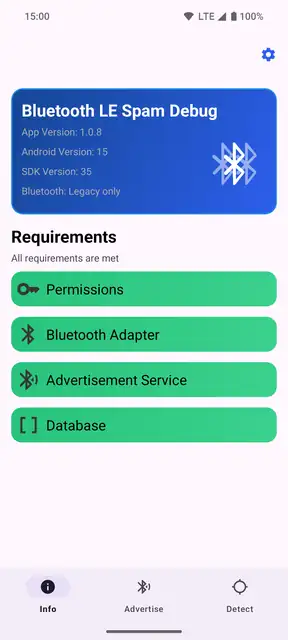 15:00
LTE 100%
Bluetooth LE Spam Debug
App Version: 1.0.8
Android Version: 15
SDK Version: 35
Bluetooth: Legacy only
Requirements
All requirements are met
Permissions
Bluetooth Adapter
Advertisement Service
Database
Info
Advertise
Detect